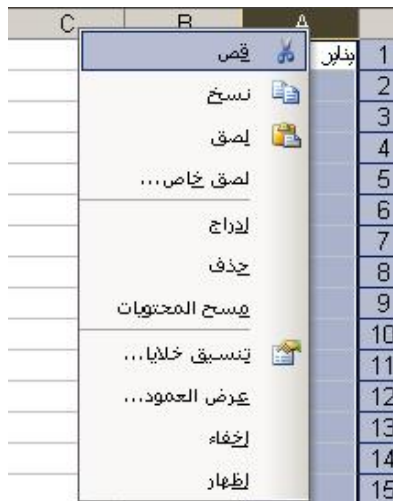 A B C
1 يناير
قص
2
نسخ
3
لصق
4
5
لصق خاص...
6
إدراج
7
8
حذف
9
مسح المحتويات
10
11
تنسيق خلايا...
12
عرض العمود...
13
إخفاء
14
15
إظهار